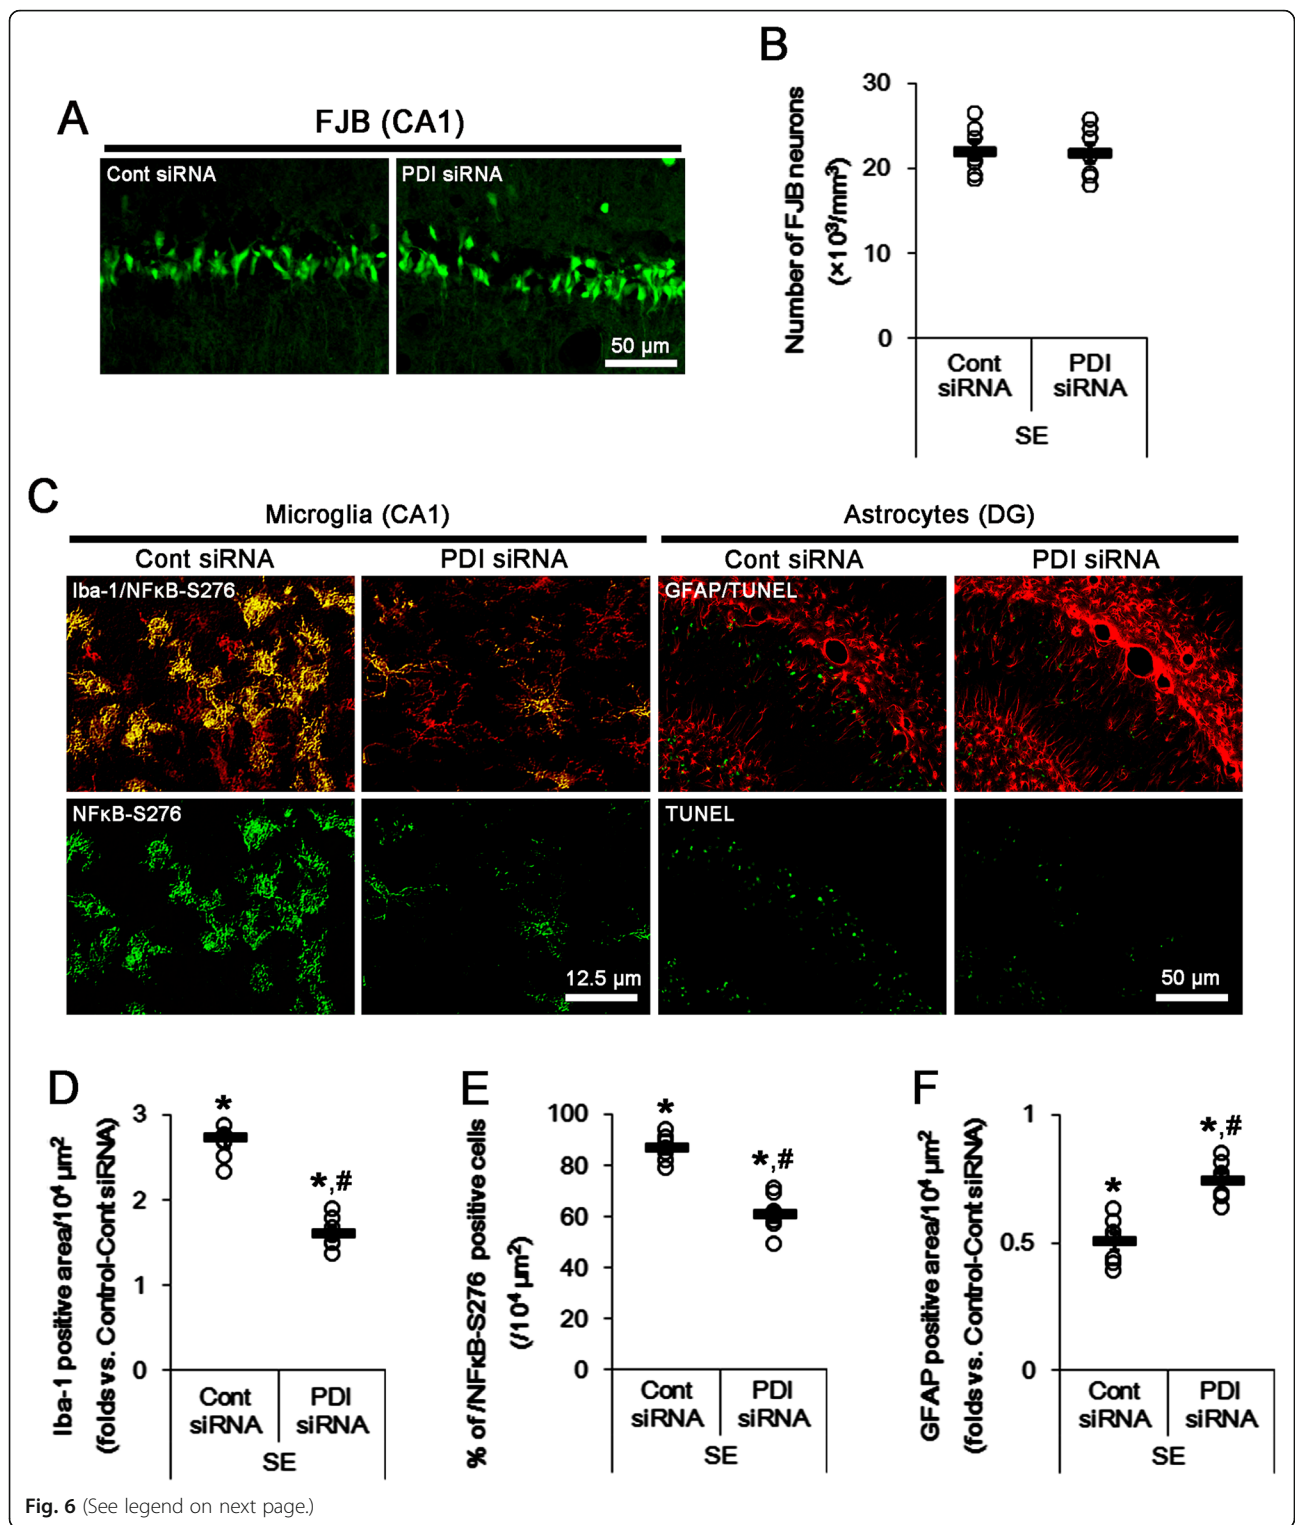 A
FJB (CA1)
Cont siRNA
PDI siRNA
50 µm
B
Number of FJB neurons
(×10³/mm³)
30
20
10
0
Cont
siRNA
PDI
siRNA
SE
C
Microglia (CA1)
Astrocytes (DG)
Cont siRNA
PDI siRNA
Cont siRNA
PDI siRNA
Iba-1/NFκB-S276
GFAP/TUNEL
NFκB-S276
TUNEL
12.5 µm
50 µm
D
Iba-1 positive area/10⁴ µm²
(folds vs. Control-Cont siRNA)
3
2
1
0
*
*,#
Cont
siRNA
PDI
siRNA
SE
E
% of /NFκB-S276 positive cells
(/10⁴ µm²)
100
80
60
40
20
0
*
*,#
Cont
siRNA
PDI
siRNA
SE
F
GFAP positive area/10⁴ µm²
(folds vs. Control-Cont siRNA)
1
0.5
0
*
*,#
Cont
siRNA
PDI
siRNA
SE
Fig. 6 (See legend on next page.)